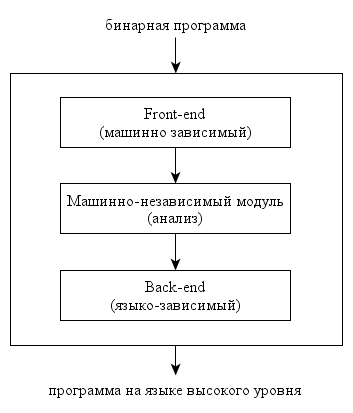 бинарная программа
Front-end
(машинно зависимый)
Машинно-независимый модуль
(анализ)
Back-end
(языко-зависимый)
программа на языке высокого уровня